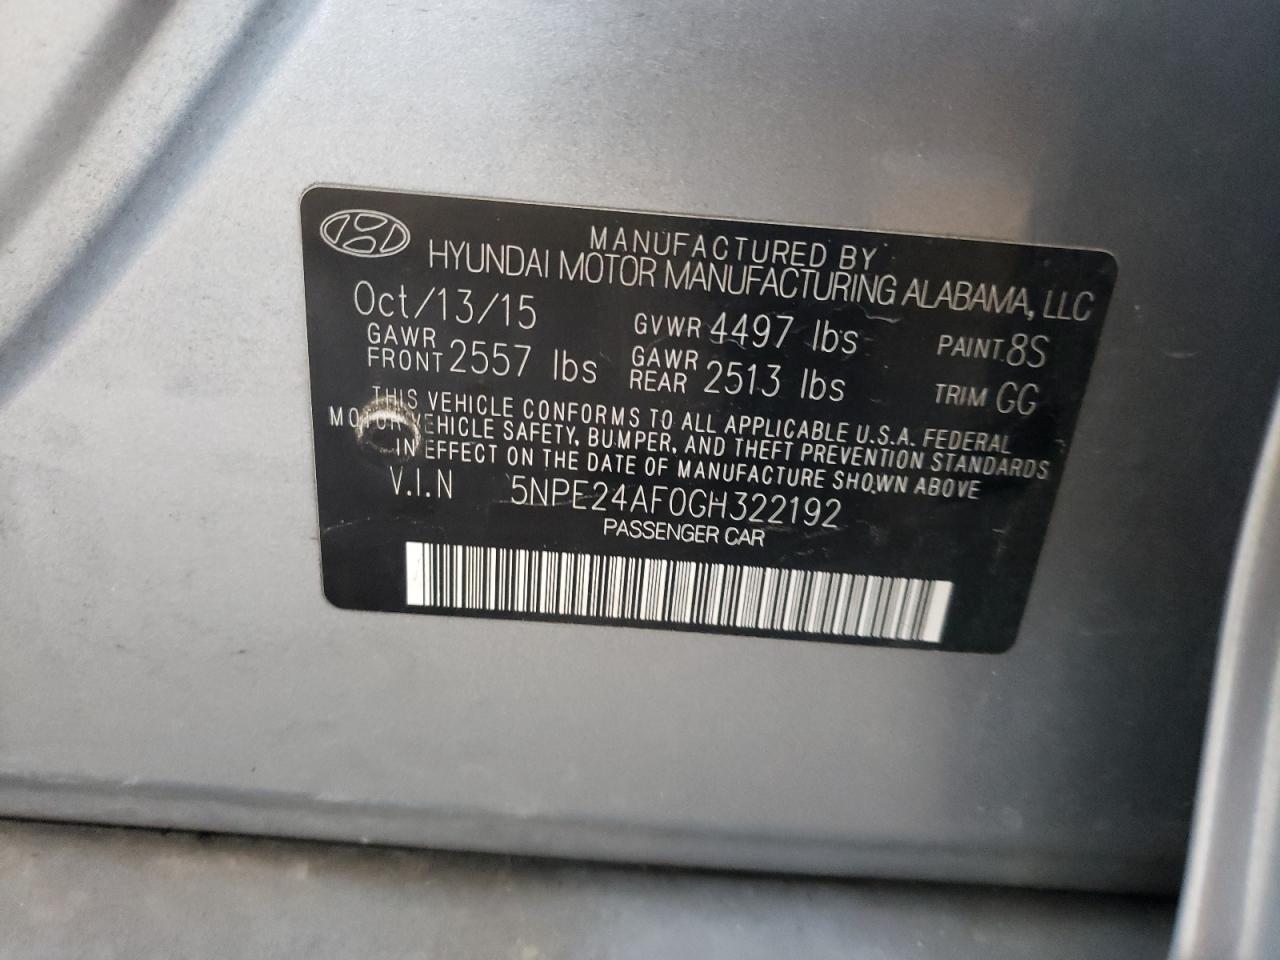 MANUFACTURED BY
HYUNDAI MOTOR MANUFACTURING ALABAMA, LLC
Oct/13/15 GVWR 4497 lbs PAINT 8S
GAWR FRONT 2557 lbs GAWR REAR 2513 lbs TRIM GG
THIS VEHICLE CONFORMS TO ALL APPLICABLE U.S.A. FEDERAL
MOTOR VEHICLE SAFETY, BUMPER, AND THEFT PREVENTION STANDARDS
IN EFFECT ON THE DATE OF MANUFACTURE SHOWN ABOVE
V.I.N 5NPE24AF0GH322192
PASSENGER CAR